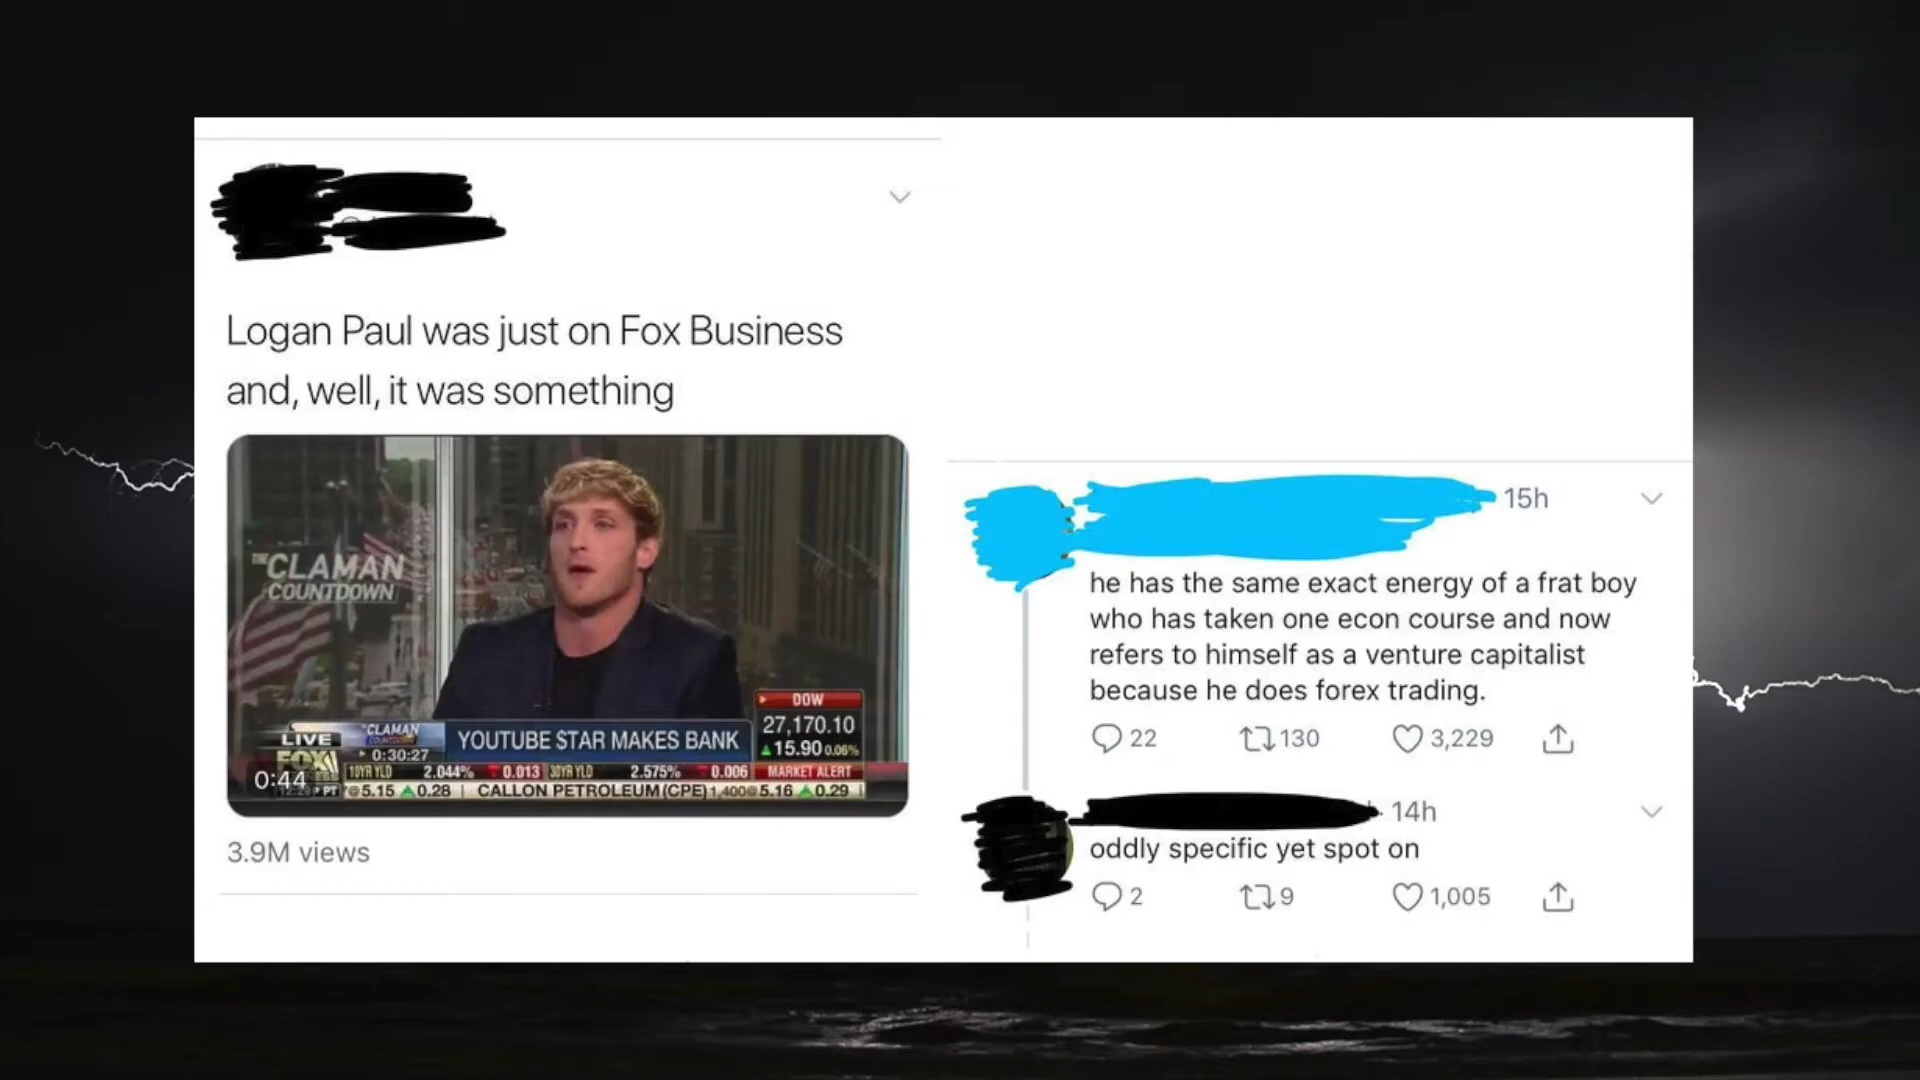 Logan Paul was just on Fox Business
and, well, it was something
THE
CLAMAN
COUNTDOWN
DOW
27,170.10
15.90 0.06%
LIVE
CLAMAN
0:30:27
YOUTUBE $TAR MAKES BANK
FOX
0:44
10YR YLD 2.044% 0.013 30YR YLD 2.575% 0.006 MARKET ALERT
@5.15 0.28 CALLON PETROLEUM (CPE) 1,400@5.16 0.29
3.9M views
15h
he has the same exact energy of a frat boy
who has taken one econ course and now
refers to himself as a venture capitalist
because he does forex trading.
22 130 3,229
14h
oddly specific yet spot on
2 9 1,005